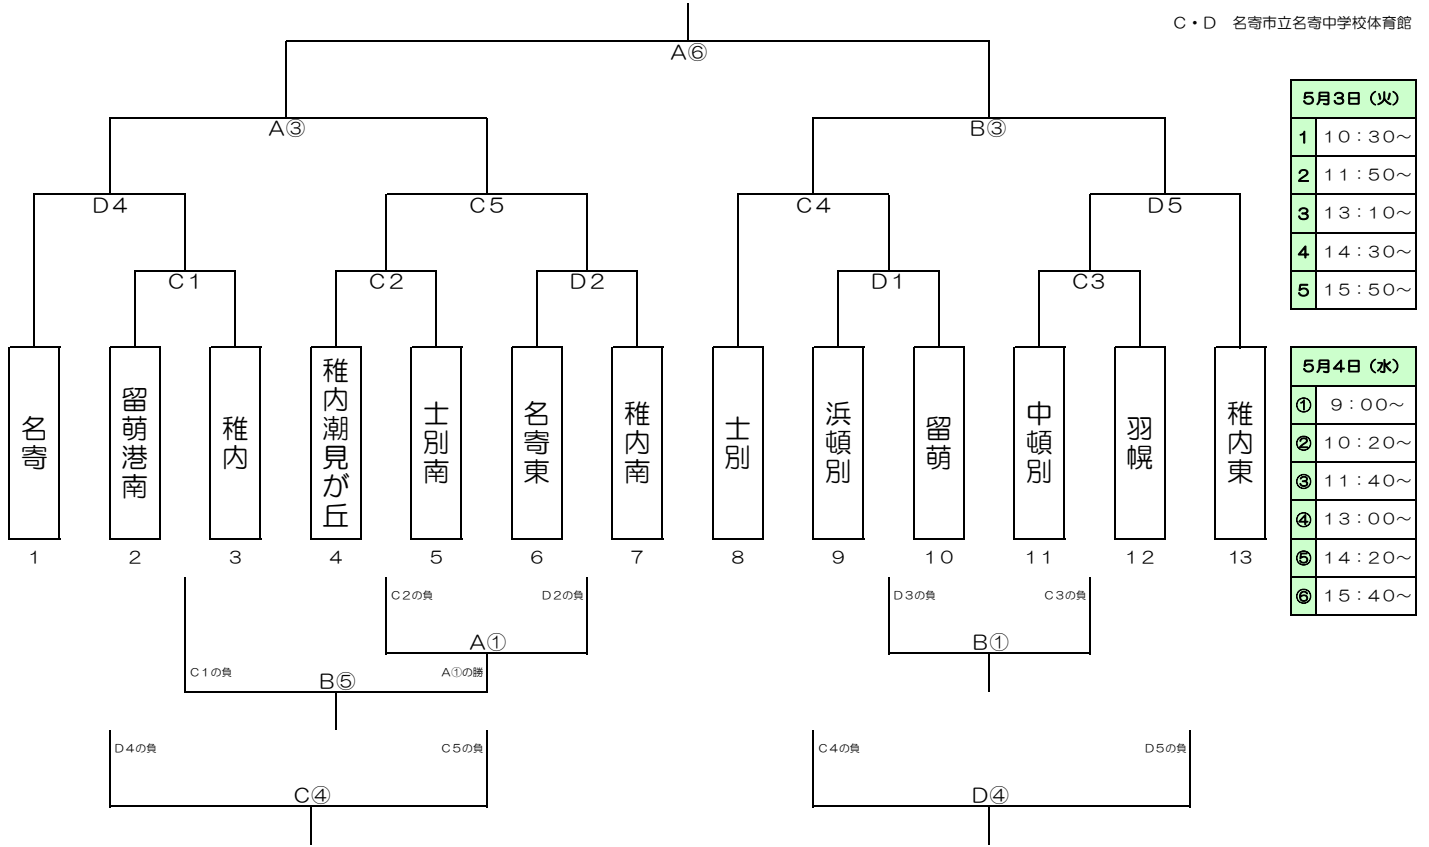 C・D　名寄市立名寄中学校体育館
A⑥
A③
B③
D4
C5
C4
D5
C1
C2
D2
D1
C3
名寄
留萌港南
稚内
稚内潮見が丘
士別南
名寄東
稚内南
士別
浜頓別
留萌
中頓別
羽幌
稚内東
1
2
3
4
5
6
7
8
9
10
11
12
13
C2の負
D2の負
D3の負
C3の負
A①
B①
C1の負
A①の勝
B⑤
D4の負
C5の負
C4の負
D5の負
C④
D④
5月3日（火）
1 10：30～
2 11：50～
3 13：10～
4 14：30～
5 15：50～
5月4日（水）
① 9：00～
② 10：20～
③ 11：40～
④ 13：00～
⑤ 14：20～
⑥ 15：40～